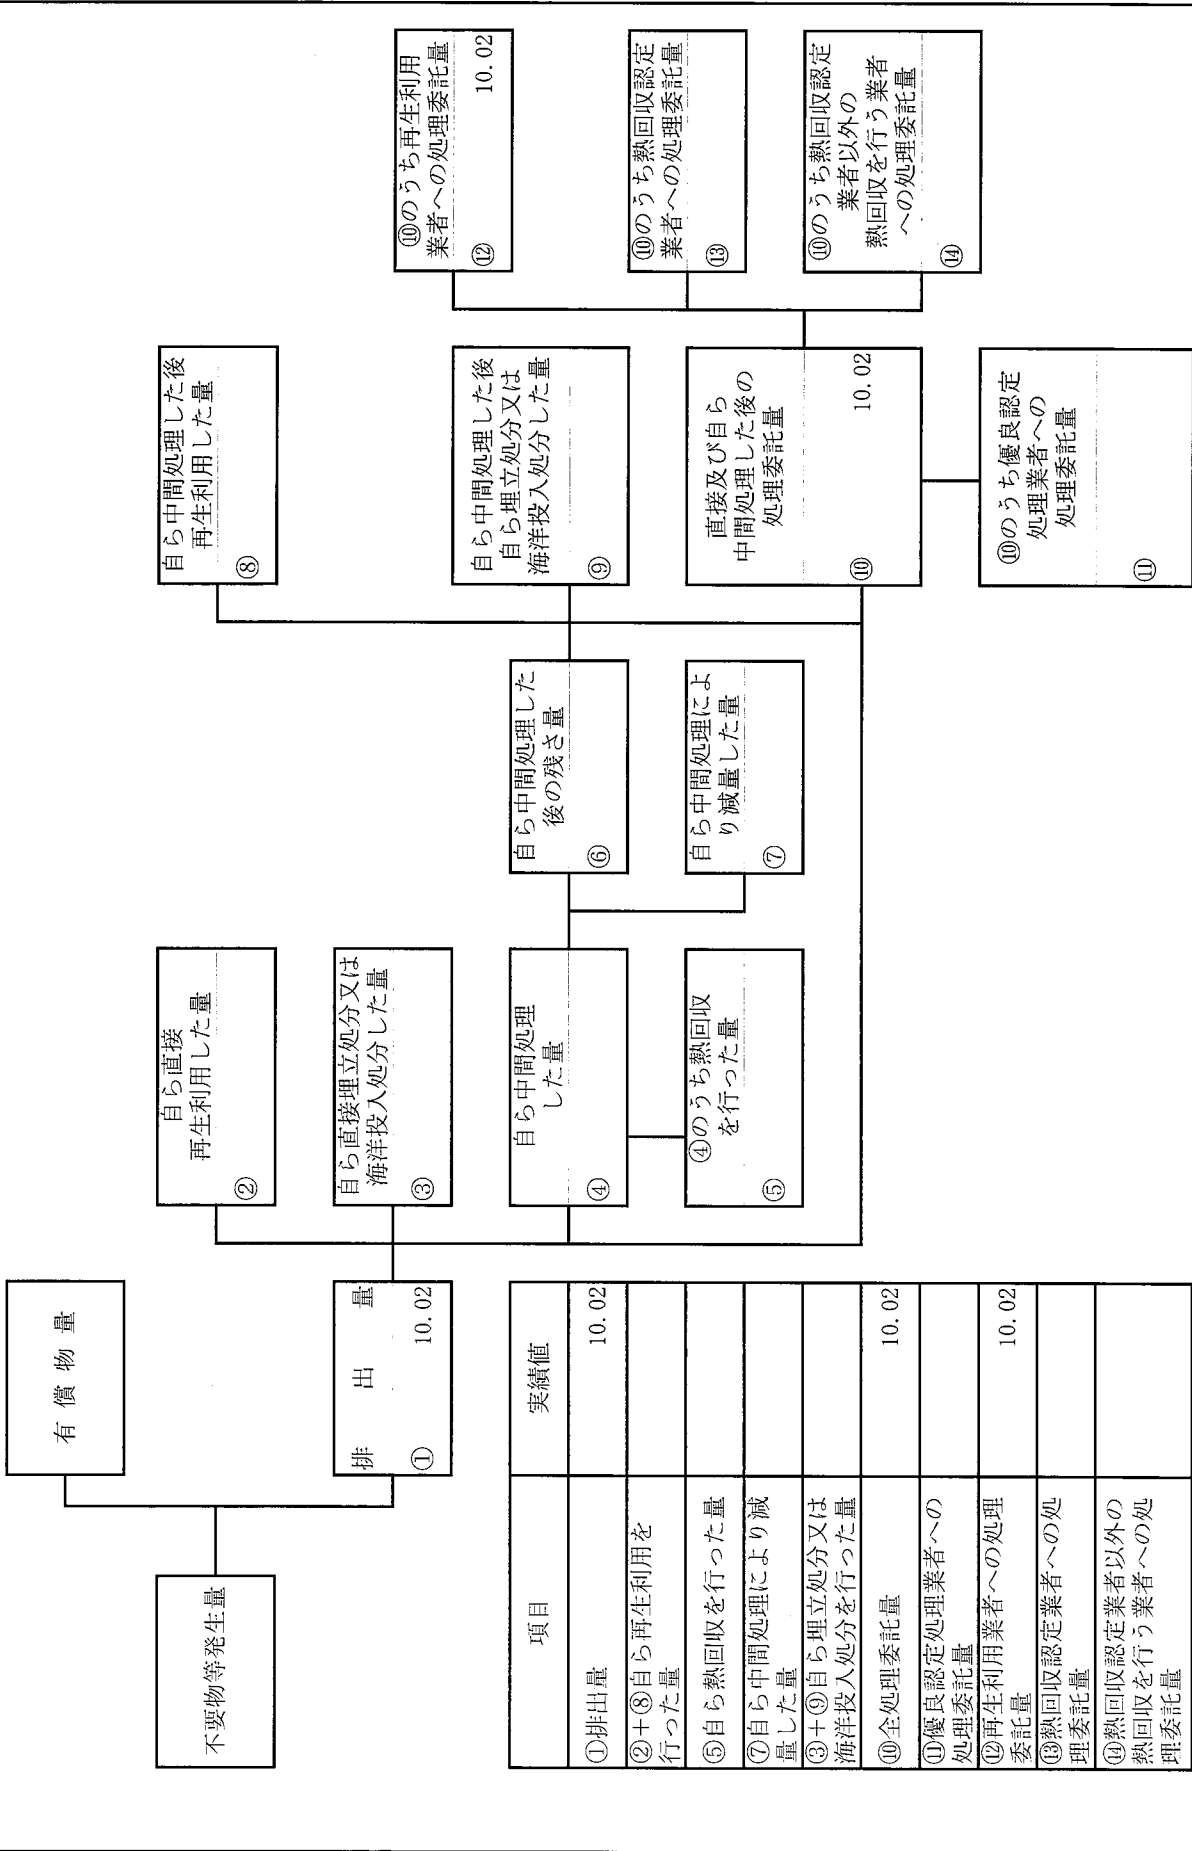 不要物等発生量
有償物量
排出量
① 10.02
自ら直接
再生利用した量
②
自ら直接埋立処分又は
海洋投入処分した量
③
自ら中間処理
した量
④
④のうち熱回収
を行った量
⑤
自ら中間処理した
後の残さ量
⑥
自ら中間処理によ
り減量した量
⑦
自ら中間処理した後
再生利用した量
⑧
自ら中間処理した後
自ら埋立処分又は
海洋投入処分した量
⑨
直接及び自ら
中間処理した後の
処理委託量
⑩ 10.02
⑩のうち優良認定
処理業者への
処理委託量
⑪
⑩のうち再生利用
業者への処理委託量
⑫ 10.02
⑩のうち熱回収認定
業者への処理委託量
⑬
⑩のうち熱回収認定
業者以外の
熱回収を行う業者
への処理委託量
⑭
項目 実績値
①排出量 10.02
②+⑧自ら再生利用を
行った量
⑤自ら熱回収を行った量
⑦自ら中間処理により減
量した量
③+⑨自ら埋立処分又は
海洋投入処分を行った量
⑩全処理委託量 10.02
⑪優良認定処理業者への
処理委託量
⑫再生利用業者への処理
委託量 10.02
⑬熱回収認定業者への処
理委託量
⑭熱回収認定業者以外の
熱回収を行う業者への処
理委託量